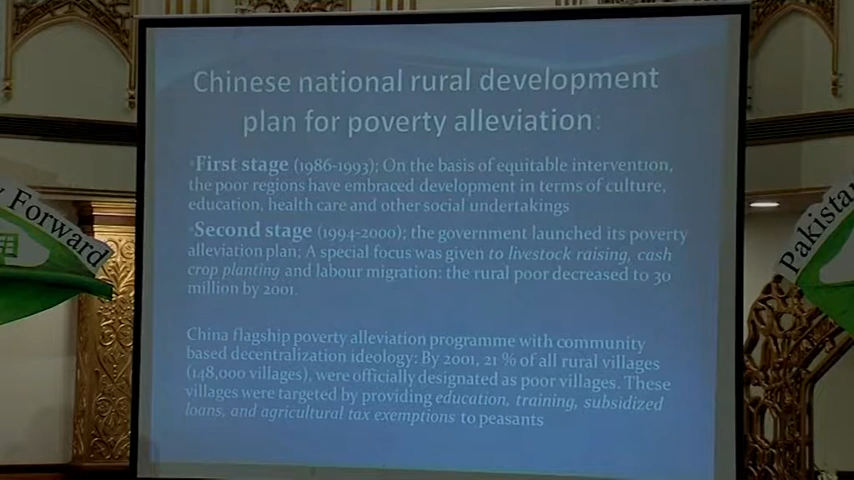 Chinese national rural development
plan for poverty alleviation:
First stage (1986-1993); On the basis of equitable intervention,
the poor regions have embraced development in terms of culture,
education, health care and other social undertakings
Second stage (1994-2000); the government launched its poverty
alleviation plan; A special focus was given to livestock raising, cash
crop planting and labour migration: the rural poor decreased to 30
million by 2001.
China flagship poverty alleviation programme with community
based decentralization ideology: By 2001, 21 % of all rural villages
(148,000 villages), were officially designated as poor villages. These
villages were targeted by providing education, training, subsidized
loans, and agricultural tax exemptions to peasants
Forward
Pakistan